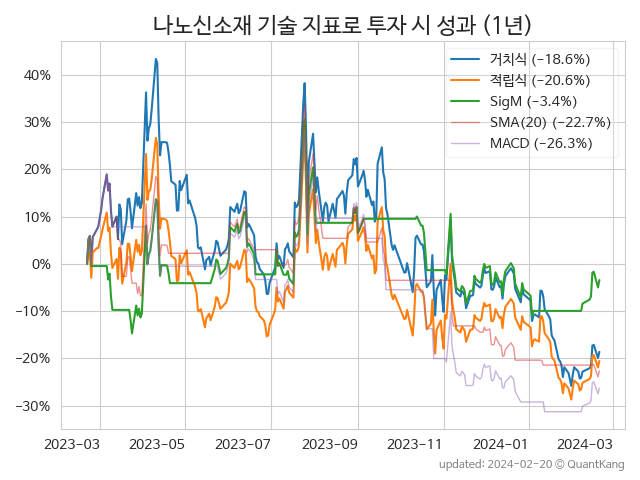 나노신소재 기술 지표로 투자 시 성과 (1년)
거치식 (−18.6%)
적립식 (−20.6%)
SigM (−3.4%)
SMA(20) (−22.7%)
MACD (−26.3%)
40%
30%
20%
10%
0%
−10%
−20%
−30%
2023-03 2023-05 2023-07 2023-09 2023-11 2024-01 2024-03
updated: 2024-02-20 ⓒ QuantKang